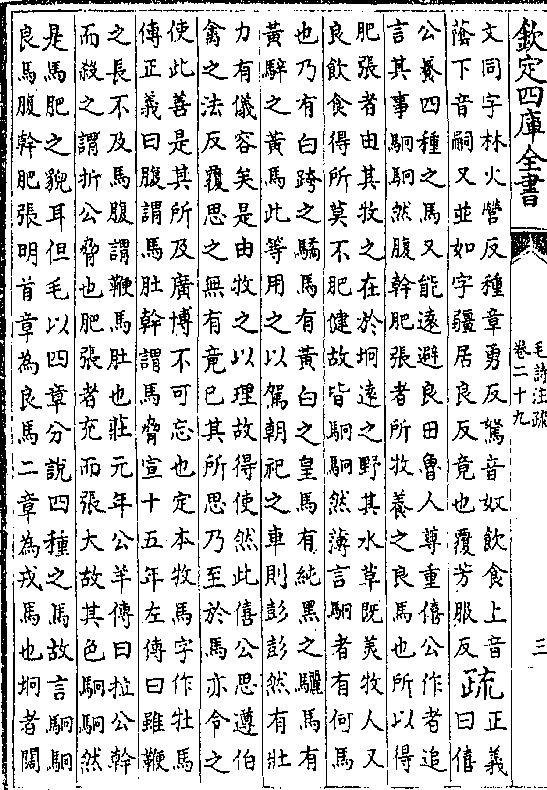 欽定四庫全書
毛詩注疏
卷二十九
三
文同字林火營反種章勇反駑音奴飲食上音
蔭下音嗣又並如字疆居良反竟也覆芳服反
疏
正義
曰僖
公養四種之馬又能遠避良田魯人尊重僖公作者追
言其事駉駉然腹幹肥張者所牧養之良馬也所以得
肥張者由其牧之在於坰遠之野其水草既美牧人又
良飲食得所莫不肥健故皆駉駉然薄言駉者有何馬
也乃有白跨之驈馬有黃白之皇馬有純黑之驪馬有
黃騂之黃馬此等用之以駕朝祀之車則彭彭然有壯
力有儀容矣是由牧之以理故得使然此僖公思遵伯
禽之法反覆思之無有竟已其所思乃至於馬亦令之
使此善是其所及廣博不可忘也定本牧馬字作牡馬
傳正義曰腹謂馬肚幹謂馬脅宣十五年左傳曰雖鞭
之長不及馬腹謂鞭馬肚也莊元年公羊傳曰拉公幹
而殺之謂折公脅也肥張者充而張大故其色駉駉然
是馬肥之貌耳但毛以四章分說四種之馬故言駉駉
良馬腹幹肥張明首章為良馬二章為戎馬也坰者闊